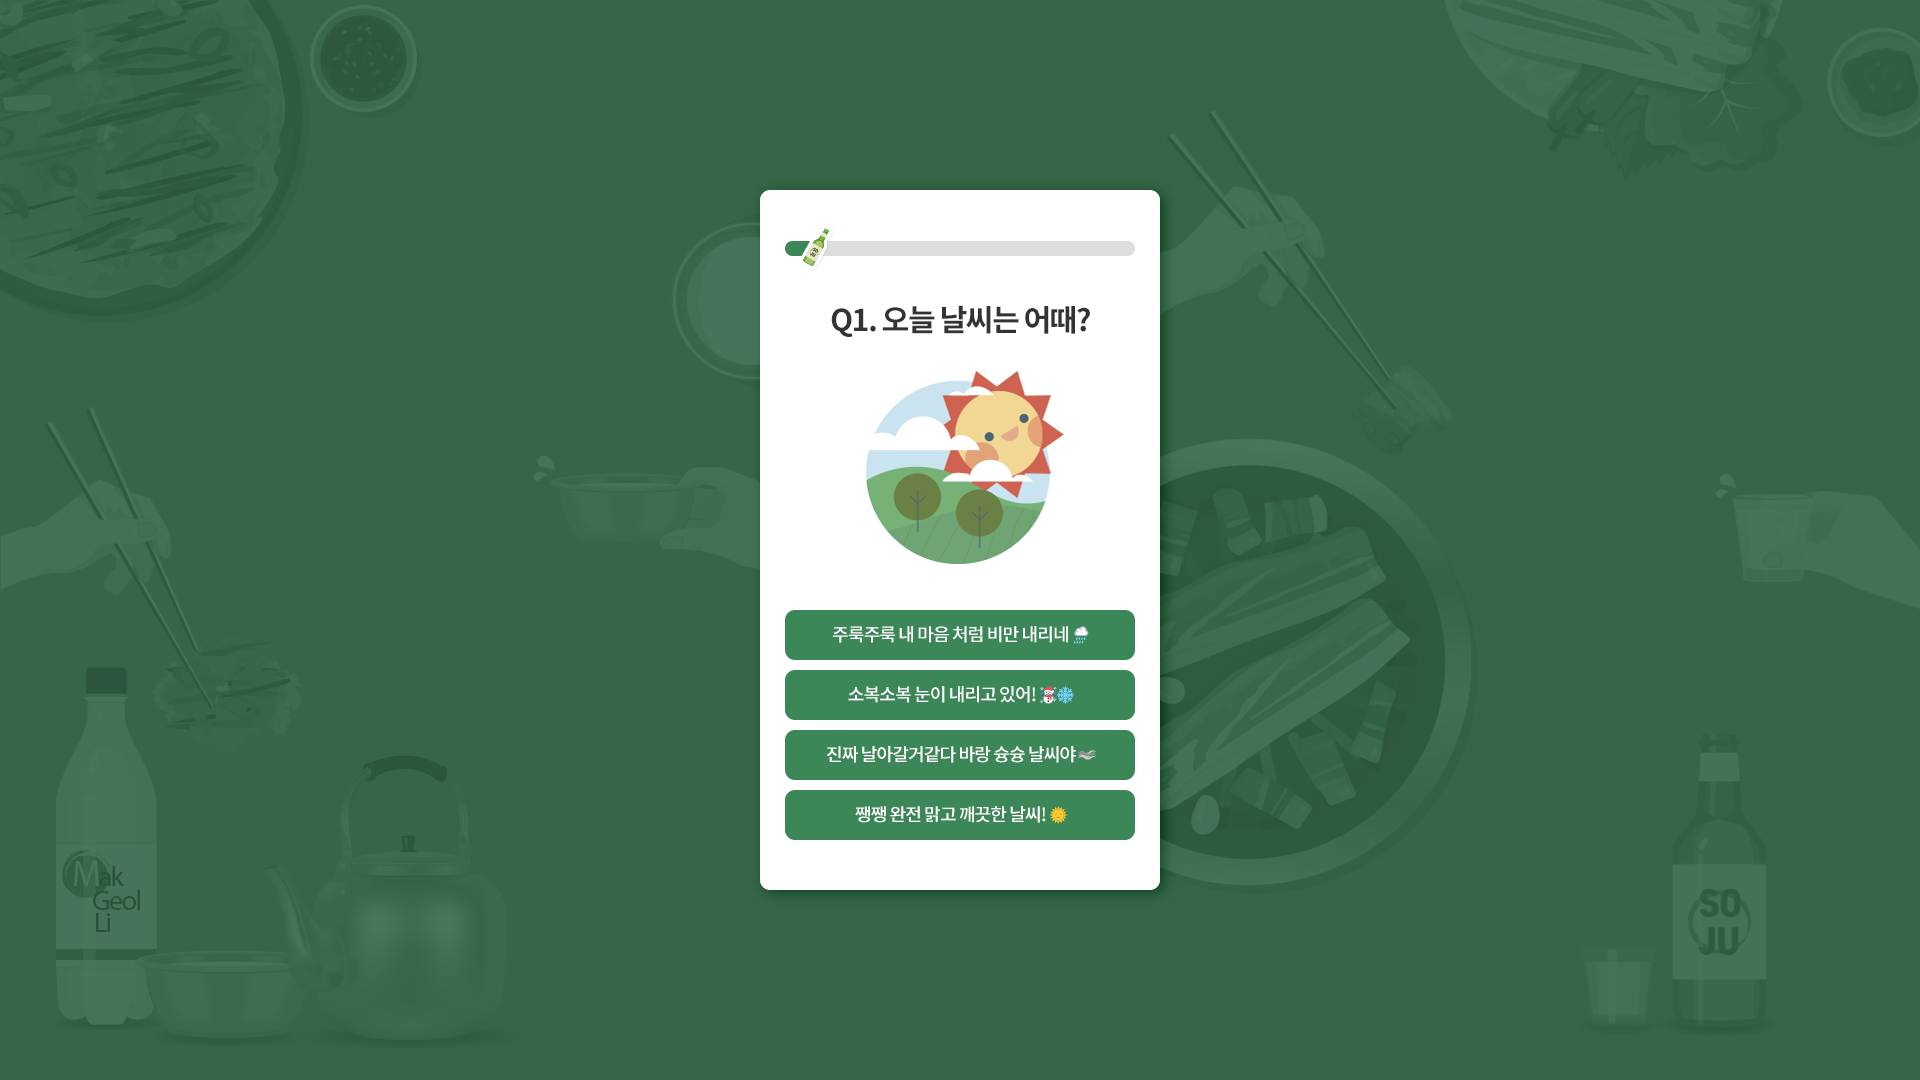 Q1. 오늘 날씨는 어때?
주룩주룩 내 마음 처럼 비만 내리네 🌧️
소복소복 눈이 내리고 있어! ☃️❄️
진짜 날아갈거같다 바랑 슝슝 날씨야
쨍쨍 완전 맑고 깨끗한 날씨! 🌞
Mak
Geol
Li
SO
JU